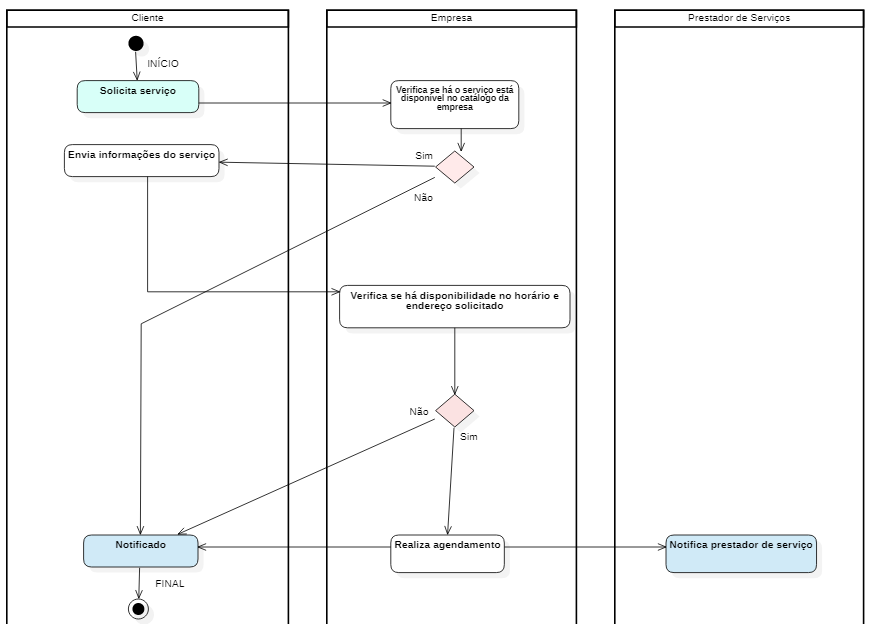 Cliente
Empresa
Prestador de Serviços
INÍCIO
Solicita serviço
Verifica se há o serviço está
disponível no catálogo da
empresa
Envia informações do serviço
Sim
Não
Verifica se há disponibilidade no horário e
endereço solicitado
Não
Sim
Notificado
Realiza agendamento
Notifica prestador de serviço
FINAL